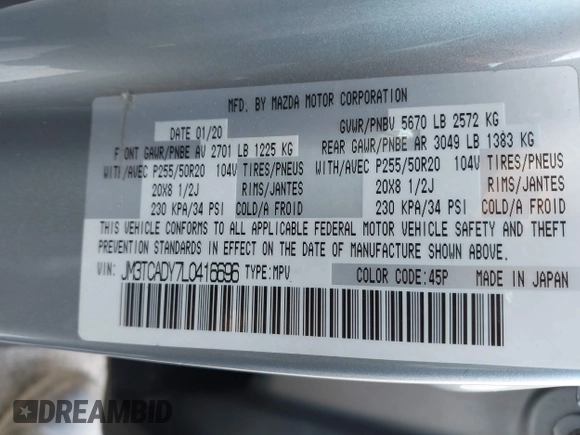 MFD. BY MAZDA MOTOR CORPORATION
DATE 01/20
GVWR/PNBV 5670 LB 2572 KG
FRONT GAWR/PNBE AV 2701 LB 1225 KG
REAR GAWR/PNBE AR 3049 LB 1383 KG
WITH/AVEC P255/50R20 104V TIRES/PNEUS
WITH/AVEC P255/50R20 104V TIRES/PNEUS
20X8 1/2J RIMS/JANTES
20X8 1/2J RIMS/JANTES
230 KPA/34 PSI COLD/A FROID
230 KPA/34 PSI COLD/A FROID
THIS VEHICLE CONFORMS TO ALL APPLICABLE FEDERAL MOTOR VEHICLE SAFETY AND THEFT
PREVENTION STANDARDS IN EFFECT ON THE DATE OF MANUFACTURE SHOWN ABOVE.
VIN: JM3TCADY7L0416696 TYPE:MPV COLOR CODE:45P MADE IN JAPAN
DREAMBID